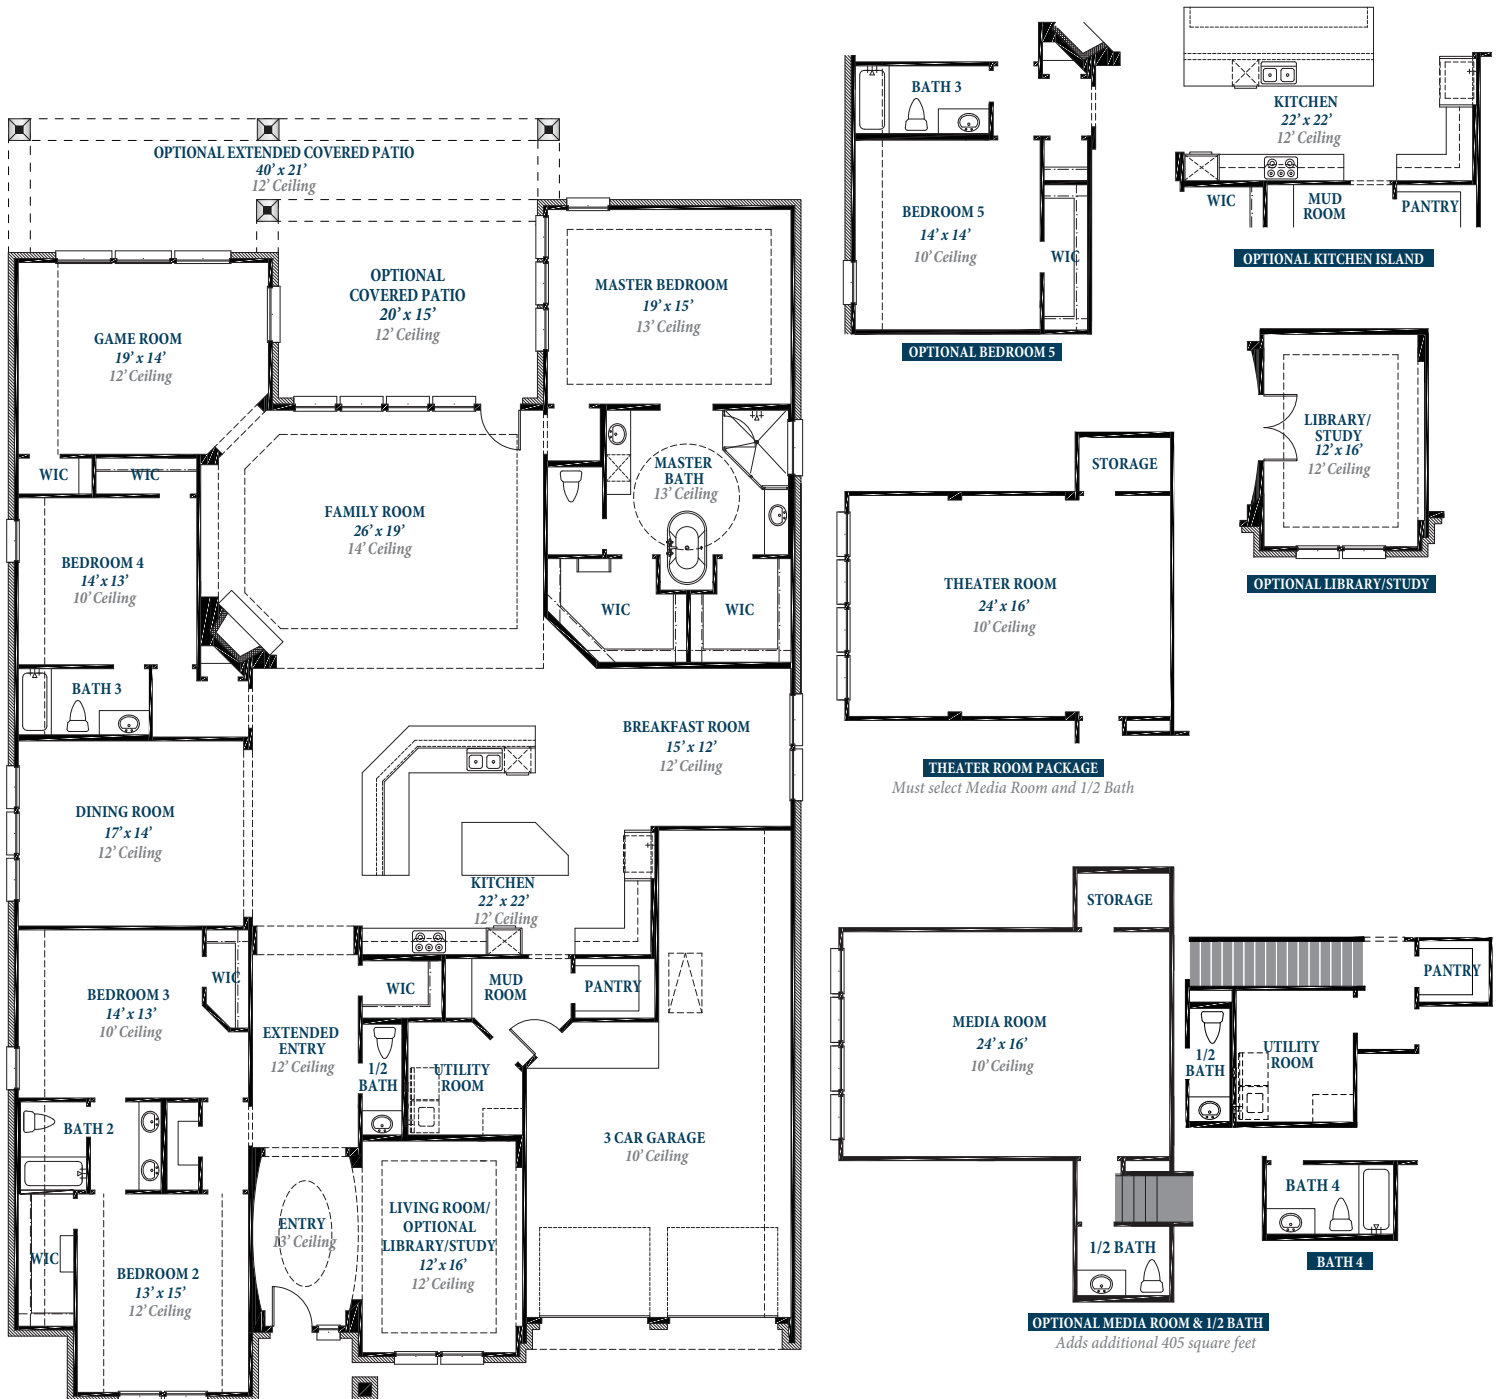 OPTIONAL EXTENDED COVERED PATIO
40’ x 21’
12’ Ceiling
OPTIONAL
COVERED PATIO
20’ x 15’
12’ Ceiling
MASTER BEDROOM
19’ x 15’
13’ Ceiling
GAME ROOM
19’ x 14’
12’ Ceiling
WIC
WIC
MASTER
BATH
13’ Ceiling
FAMILY ROOM
26’ x 19’
14’ Ceiling
BEDROOM 4
14’ x 13’
10’ Ceiling
WIC
WIC
BATH 3
BREAKFAST ROOM
15’ x 12’
12’ Ceiling
DINING ROOM
17’ x 14’
12’ Ceiling
KITCHEN
22’ x 22’
12’ Ceiling
BEDROOM 3
14’ x 13’
10’ Ceiling
WIC
WIC
MUD
ROOM
PANTRY
EXTENDED
ENTRY
12’ Ceiling
1/2
BATH
UTILITY
ROOM
BATH 2
3 CAR GARAGE
10’ Ceiling
ENTRY
13’ Ceiling
LIVING ROOM/
OPTIONAL
LIBRARY/STUDY
12’ x 16’
12’ Ceiling
WIC
BEDROOM 2
13’ x 15’
12’ Ceiling
BATH 3
BEDROOM 5
14’ x 14’
10’ Ceiling
WIC
OPTIONAL BEDROOM 5
KITCHEN
22’ x 22’
12’ Ceiling
WIC
MUD
ROOM
PANTRY
OPTIONAL KITCHEN ISLAND
LIBRARY/
STUDY
12’ x 16’
12’ Ceiling
OPTIONAL LIBRARY/STUDY
STORAGE
THEATER ROOM
24’ x 16’
10’ Ceiling
THEATER ROOM PACKAGE
Must select Media Room and 1/2 Bath
STORAGE
MEDIA ROOM
24’ x 16’
10’ Ceiling
1/2 BATH
OPTIONAL MEDIA ROOM & 1/2 BATH
Adds additional 405 square feet
PANTRY
1/2
BATH
UTILITY
ROOM
BATH 4
BATH 4